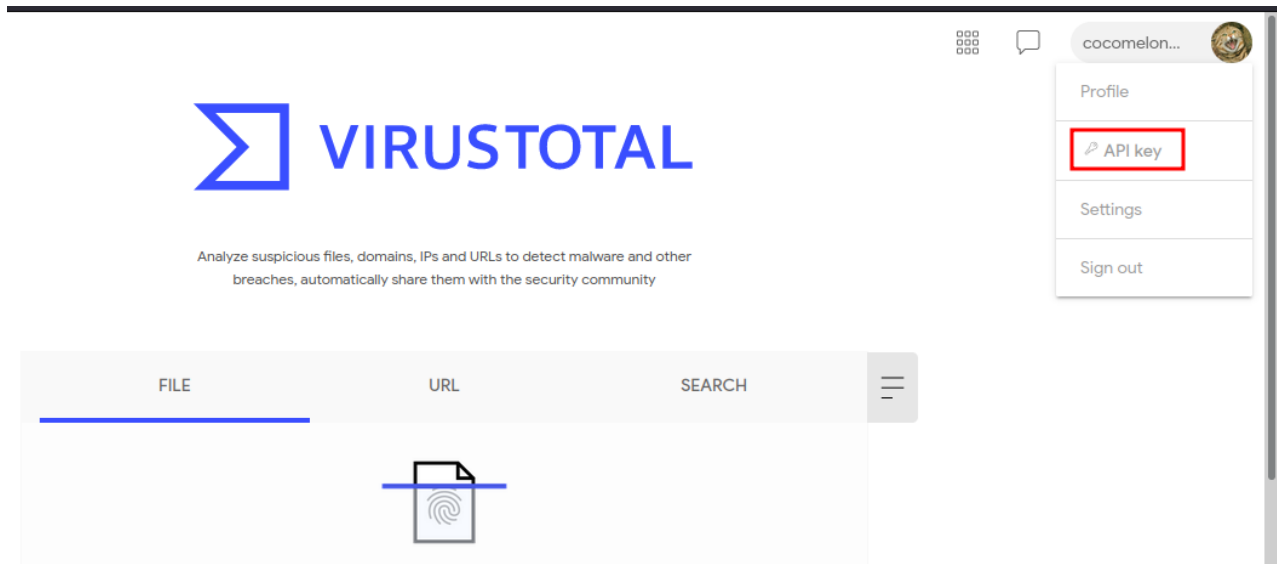 cocomelon...
Profile
API key
Settings
Sign out
VIRUSTOTAL
Analyze suspicious files, domains, IPs and URLs to detect malware and other
breaches, automatically share them with the security community
FILE URL SEARCH